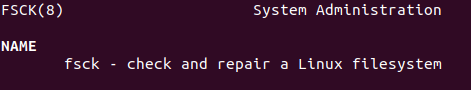 FSCK(8) System Administration
NAME
fsck - check and repair a Linux filesystem